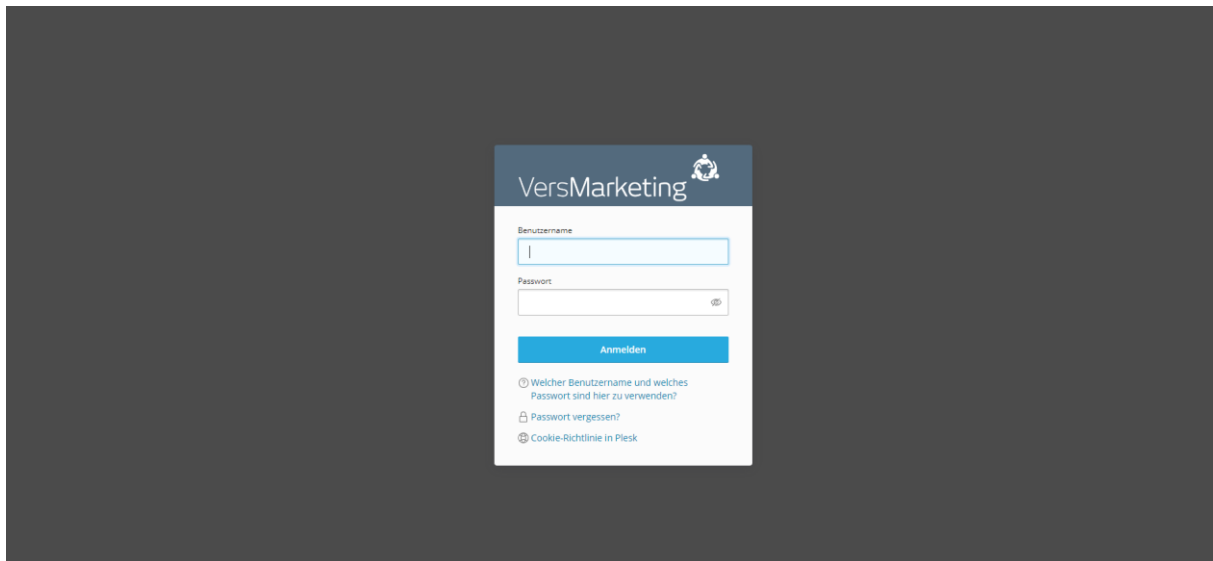 VersMarketing
Benutzername
Passwort
Anmelden
Welcher Benutzername und welches
Passwort sind hier zu verwenden?
Passwort vergessen?
Cookie-Richtlinie in Plesk